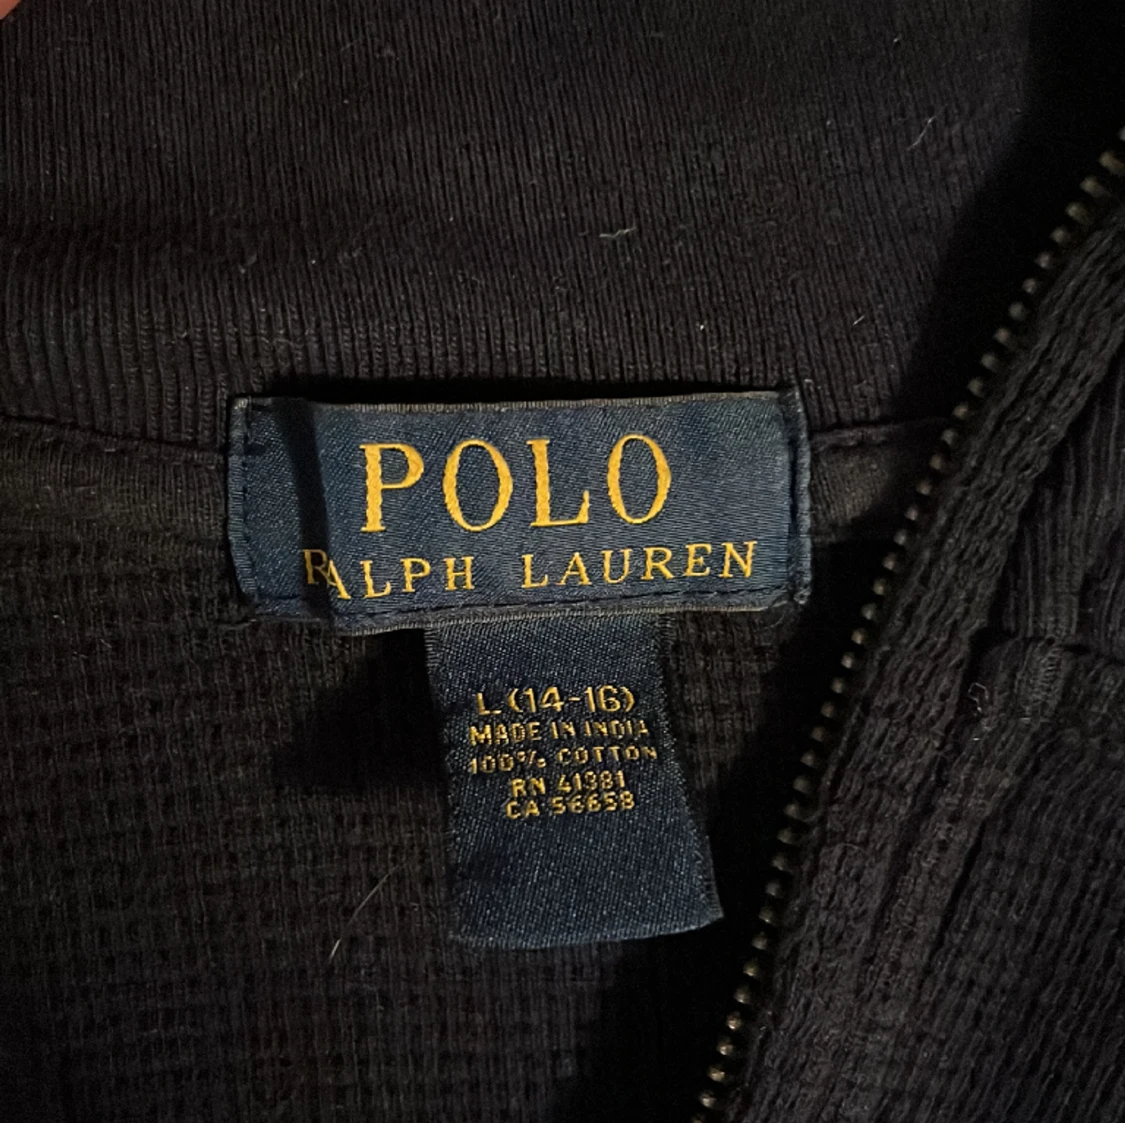 POLO
RALPH LAUREN
L (14-16)
MADE IN INDIA
100% COTTON
RN 41381
CA 56658